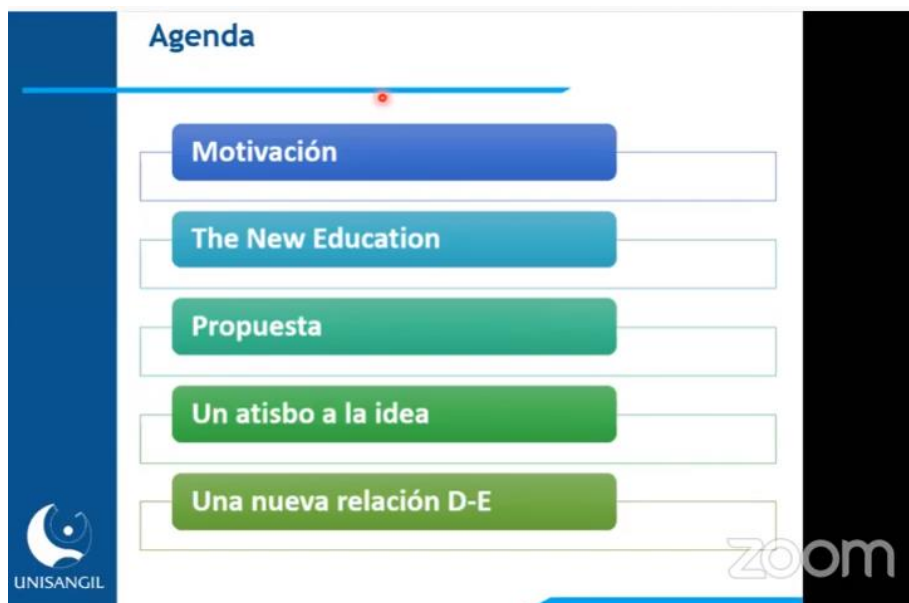 Agenda
Motivación
The New Education
Propuesta
Un atisbo a la idea
Una nueva relación D-E
UNISANGIL
zoom